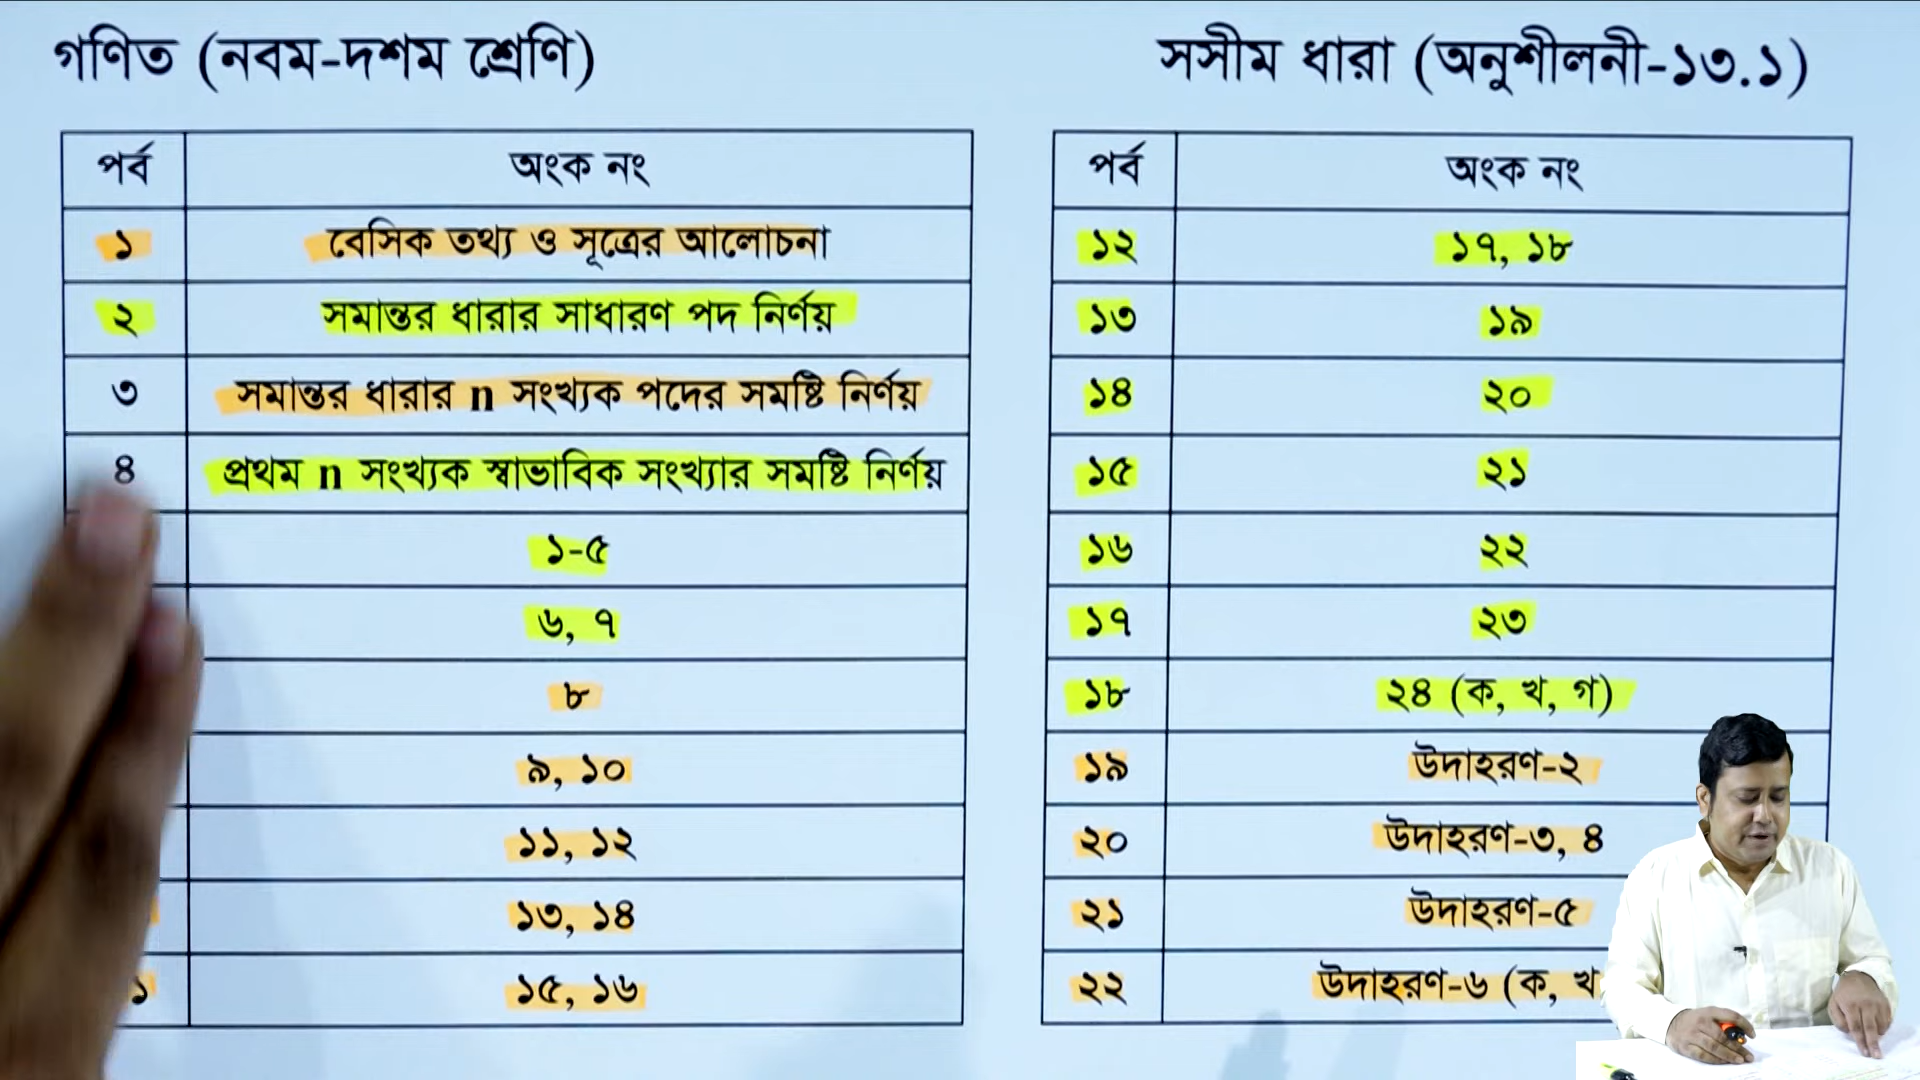 গণিত (নবম-দশম শ্রেণি)
সসীম ধারা (অনুশীলনী-১৩.১)
পর্ব অংক নং
১ বেসিক তথ্য ও সূত্রের আলোচনা
২ সমান্তর ধারার সাধারণ পদ নির্ণয়
৩ সমান্তর ধারার n সংখ্যক পদের সমষ্টি নির্ণয়
৪ প্রথম n সংখ্যক স্বাভাবিক সংখ্যার সমষ্টি নির্ণয়
১-৫
৬, ৭
৮
৯, ১০
১১, ১২
১৩, ১৪
১ ১৫, ১৬
পর্ব অংক নং
১২ ১৭, ১৮
১৩ ১৯
১৪ ২০
১৫ ২১
১৬ ২২
১৭ ২৩
১৮ ২৪ (ক, খ, গ)
১৯ উদাহরণ-২
২০ উদাহরণ-৩, ৪
২১ উদাহরণ-৫
২২ উদাহরণ-৬ (ক, খ